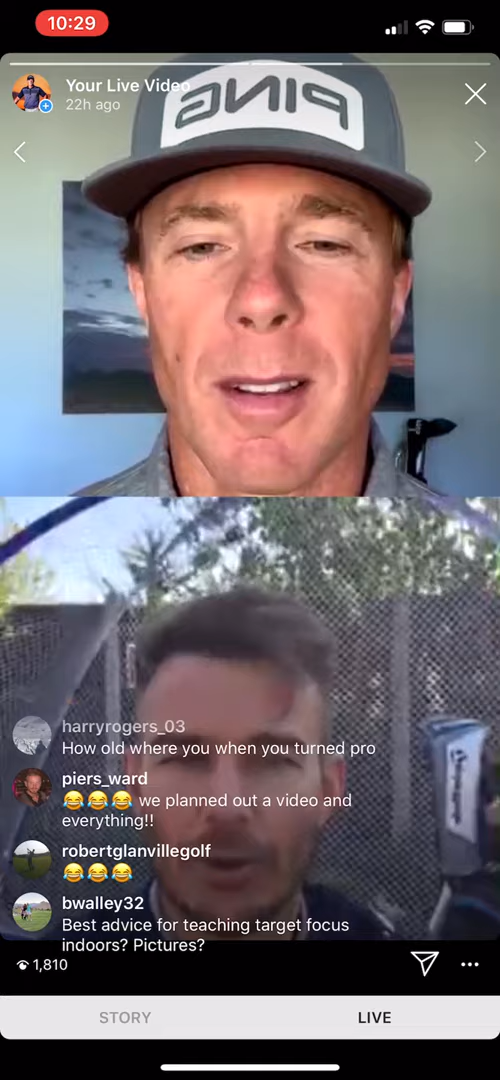 10:29
Your Live Video
22h ago
PING
harryrogers_03
How old where you when you turned pro
piers_ward
😂😂😂 we planned out a video and
everything!!
robertglanvillegolf
😂😂😂
bwalley32
Best advice for teaching target focus
indoors? Pictures?
1,810
STORY
LIVE